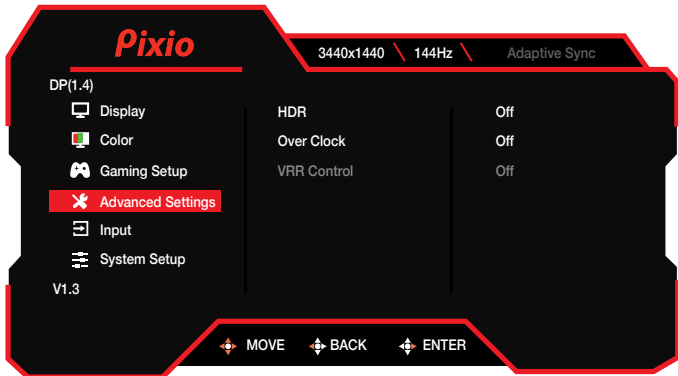 Pixio
3440x1440 144Hz Adaptive Sync
DP(1.4)
Display
Color
Gaming Setup
Advanced Settings
Input
System Setup
V1.3
HDR Off
Over Clock Off
VRR Control Off
MOVE BACK ENTER